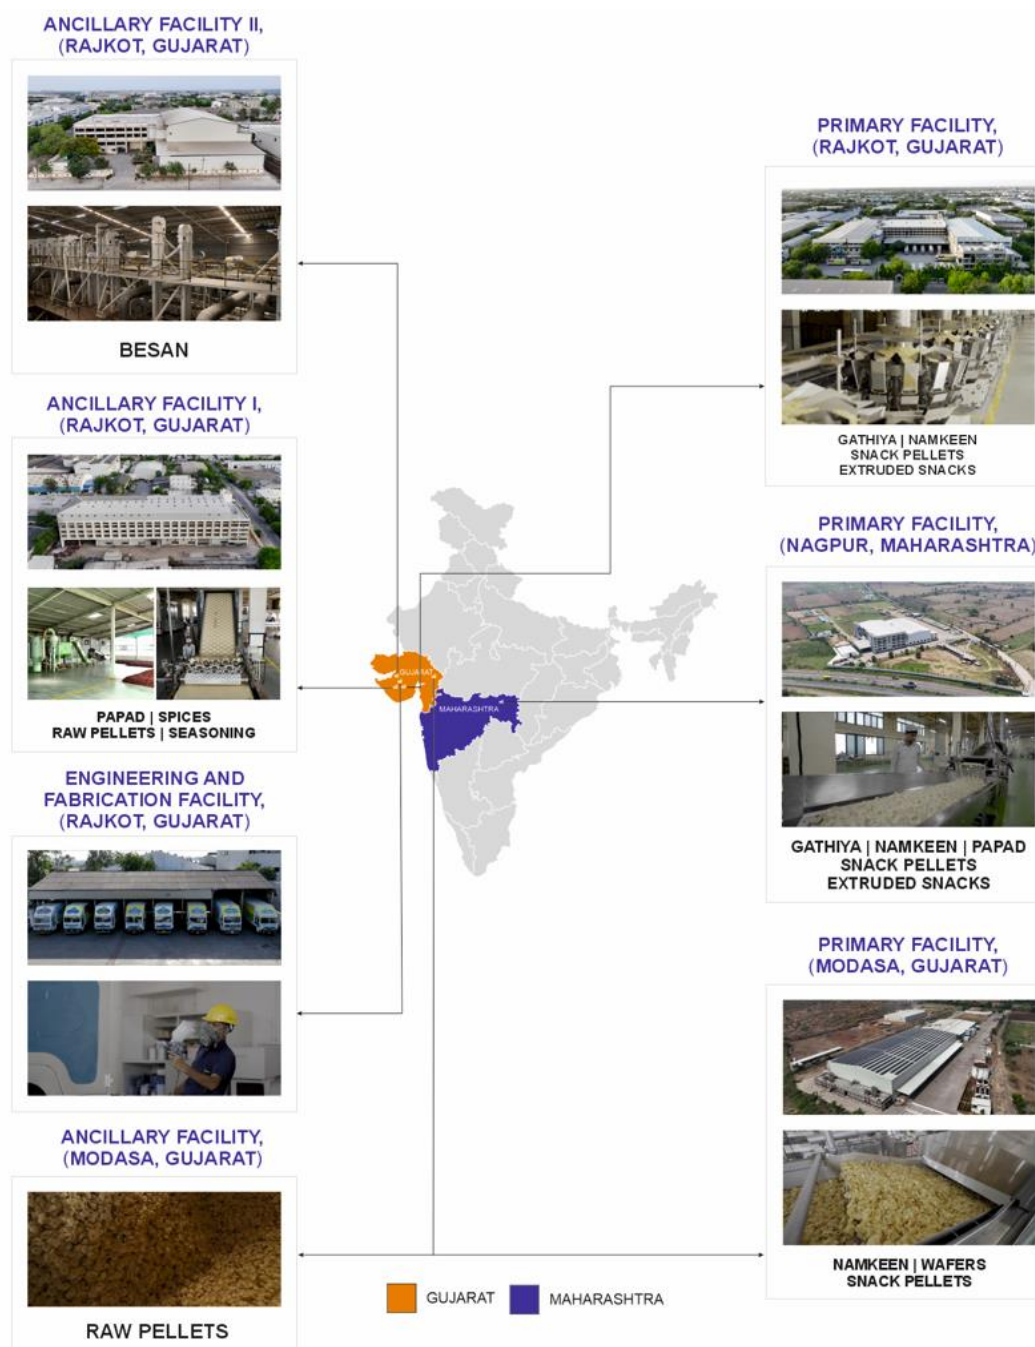 ANCILLARY FACILITY II,
(RAJKOT, GUJARAT)
BESAN
ANCILLARY FACILITY I,
(RAJKOT, GUJARAT)
PAPAD | SPICES
RAW PELLETS | SEASONING
ENGINEERING AND
FABRICATION FACILITY,
(RAJKOT, GUJARAT)
ANCILLARY FACILITY,
(MODASA, GUJARAT)
RAW PELLETS
GUJARAT
MAHARASHTRA
GUJARAT
MAHARASHTRA
PRIMARY FACILITY,
(RAJKOT, GUJARAT)
GATHIYA | NAMKEEN
SNACK PELLETS
EXTRUDED SNACKS
PRIMARY FACILITY,
(NAGPUR, MAHARASHTRA)
GATHIYA | NAMKEEN | PAPAD
SNACK PELLETS
EXTRUDED SNACKS
PRIMARY FACILITY,
(MODASA, GUJARAT)
NAMKEEN | WAFERS
SNACK PELLETS